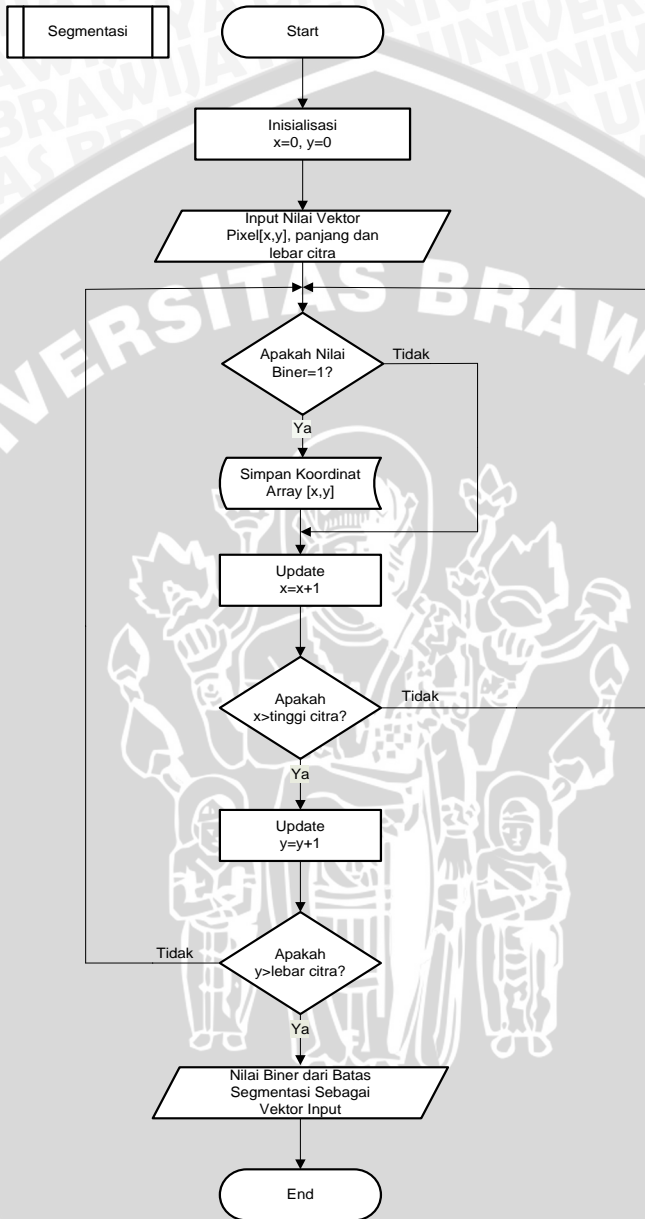 Segmentasi
Start
Inisialisasi
x=0, y=0
Input Nilai Vektor
Pixel[x,y], panjang dan
lebar citra
Apakah Nilai
Biner=1?
Tidak
Ya
Simpan Koordinat
Array [x,y]
Update
x=x+1
Apakah
x>tinggi citra?
Tidak
Ya
Update
y=y+1
Apakah
y>lebar citra?
Tidak
Ya
Nilai Biner dari Batas
Segmentasi Sebagai
Vektor Input
End
VERSITAS BRAW